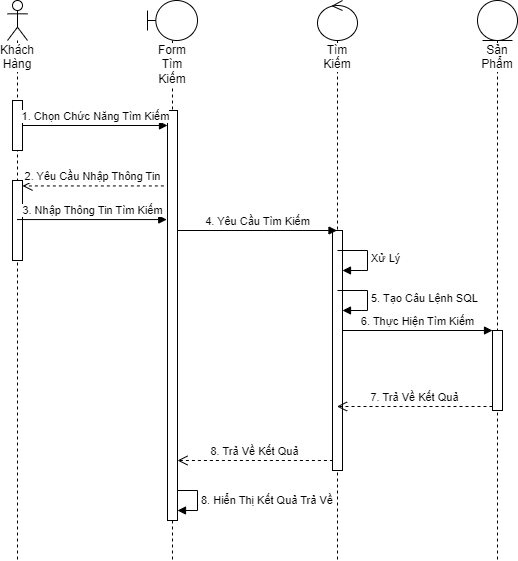 Khách
Hàng
Form
Tìm
Kiếm
Tìm
Kiếm
Sản
Phẩm
1. Chọn Chức Năng Tìm Kiếm
2. Yêu Cầu Nhập Thông Tin
3. Nhập Thông Tin Tìm Kiếm
4. Yêu Cầu Tìm Kiếm
Xử Lý
5. Tạo Câu Lệnh SQL
6. Thực Hiện Tìm Kiếm
7. Trả Về Kết Quả
8. Trả Về Kết Quả
8. Hiển Thị Kết Quả Trả Về